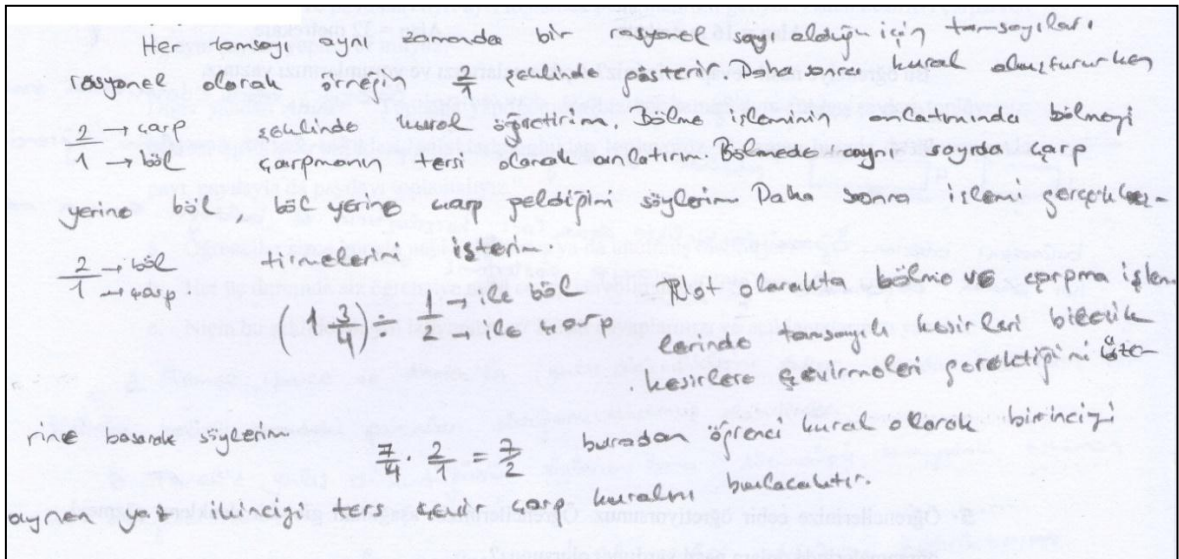 Her tamsayı aynı zamanda bir rasyonel sayı olduğu için tamsayıları
rasyonel olarak örneğin 2/1 şeklinde gösterir. Daha sonra kural oluştururken
2/1 → çarp → böl şeklinde kural öğretirim. Bölme işleminin anlatımında bölmeyi
çarpmanın tersi olarak anlatırım. Bölmede aynı sayıda çarp
yerine böl, böl yerine çarp geldiğini söylerim. Daha sonra işlemi gerçekleş-
2/1 → böl → çarp. tirmelerini isterim.
(1 3/4) ÷ 1/2 → ile böl → ile çarp Not olarakta bölme ve çarpma işlem
lerinde tamsayılı kesirleri bileşik
kesirlere çevirmeleri gerektiğini üste-
rine basarak söylerim
7/4 . 2/1 = 7/2 buradan öğrenci kural olarak birinciyi
aynen yaz ikinciyi ters çevir çarp kuralını bulacaktır.